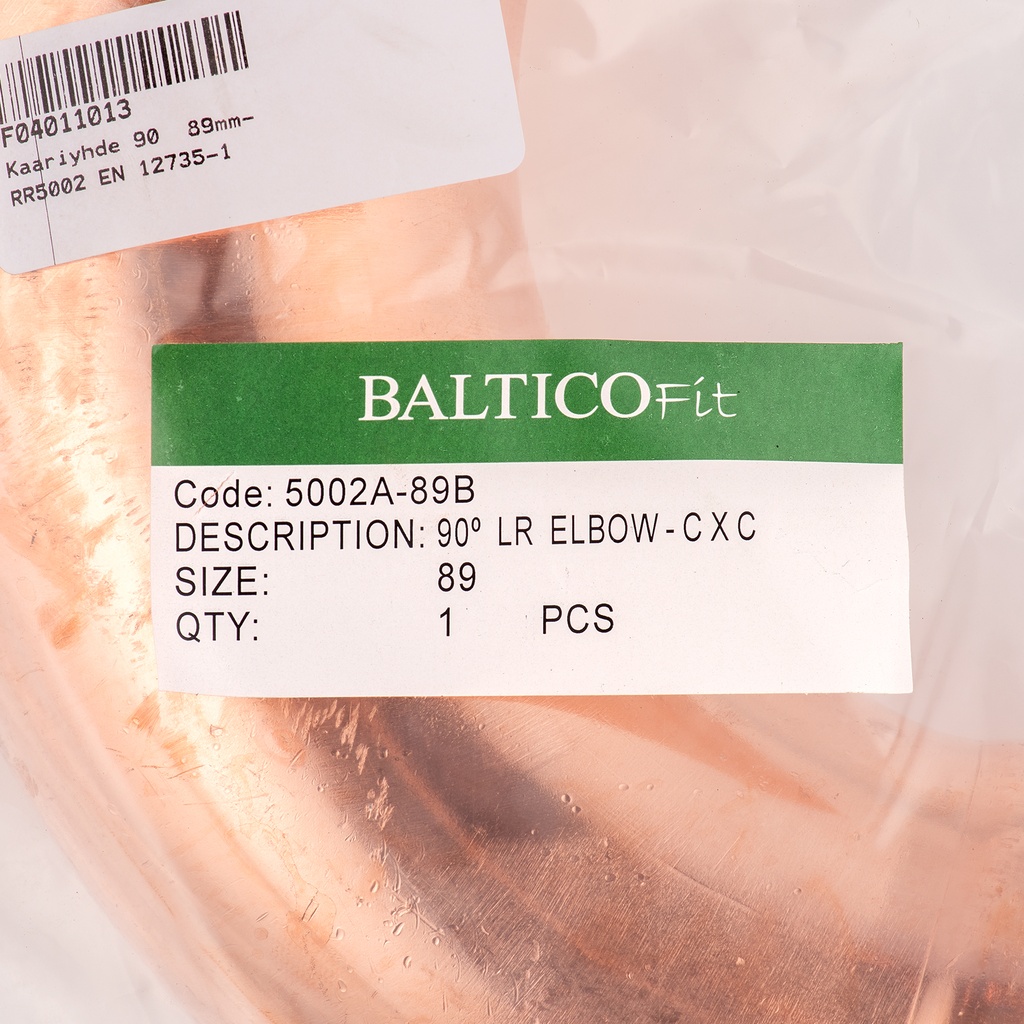 F04011013
Kaariyhde 90 89mm-
RR5002 EN 12735-1
BALTICOFit
Code: 5002A-89B
DESCRIPTION: 90º LR ELBOW-CXC
SIZE: 89
QTY: 1 PCS